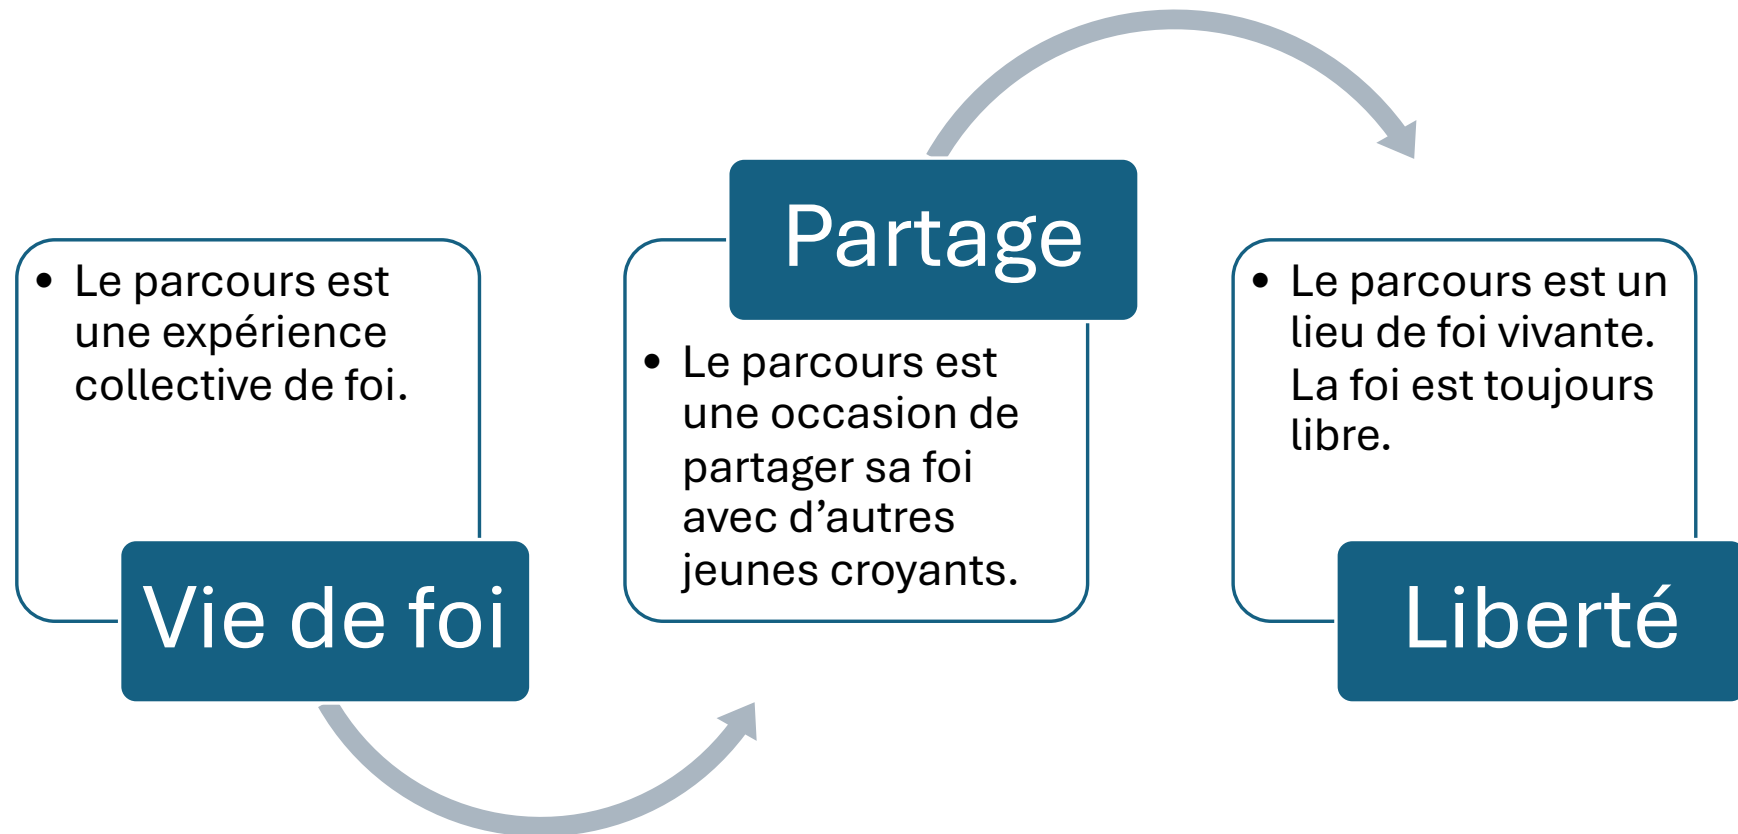 • Le parcours est
une expérience
collective de foi.
Vie de foi
Partage
• Le parcours est
une occasion de
partager sa foi
avec d’autres
jeunes croyants.
• Le parcours est un
lieu de foi vivante.
La foi est toujours
libre.
Liberté